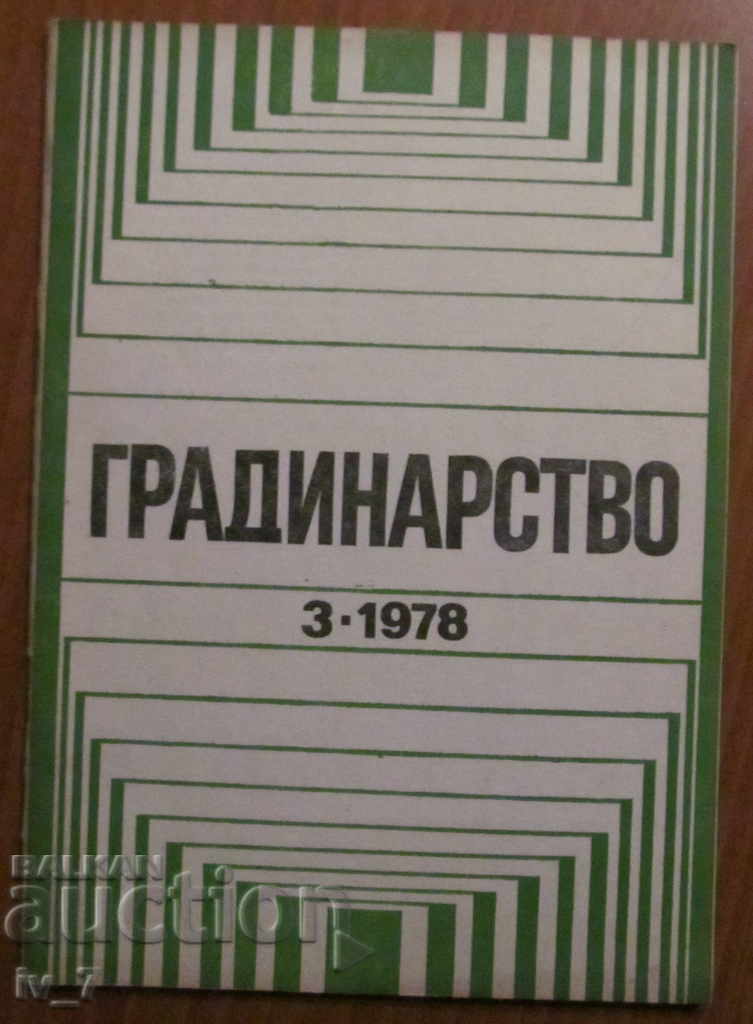 ГРАДИНАРСТВО
3·1978
BALKAN
auction
iv_7